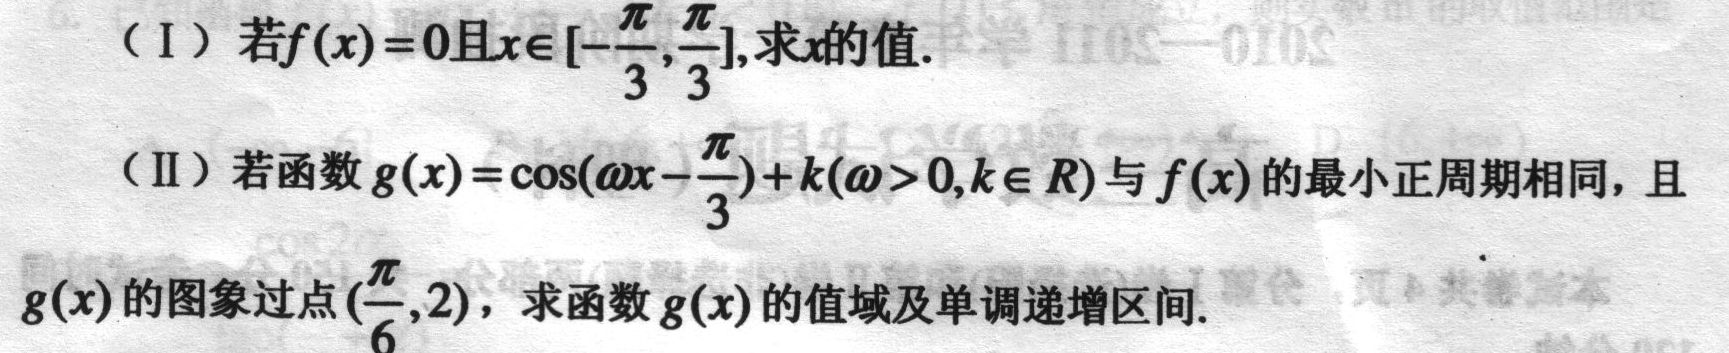 （Ⅰ）若f(x)=0且x∈[-π/3,π/3],求x的值.
（Ⅱ）若函数g(x)=cos(ωx-π/3)+k(ω>0,k∈R)与f(x)的最小正周期相同，且
g(x)的图象过点(π/6,2)，求函数g(x)的值域及单调递增区间.